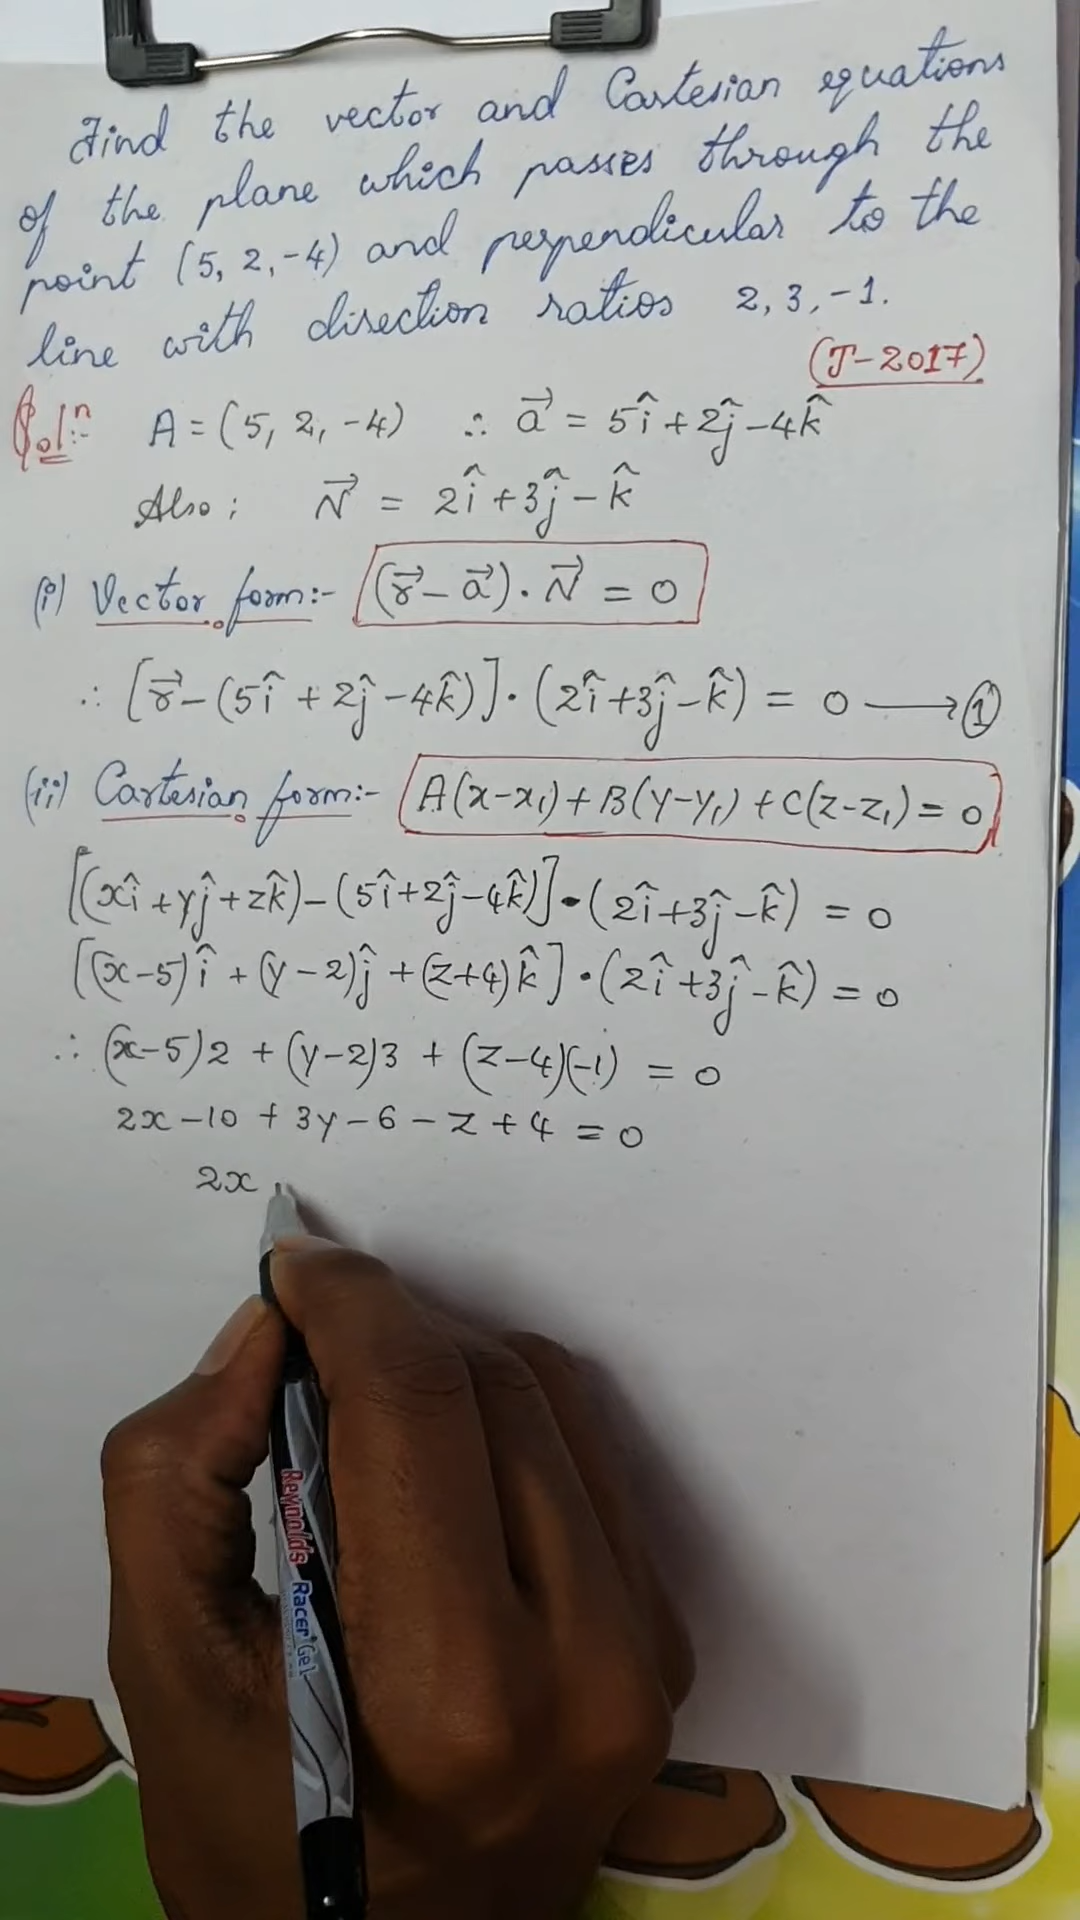 Find the vector and Cartesian equations
of the plane which passes through the
point (5, 2, -4) and perpendicular to the
line with direction ratios 2, 3, -1.
(J-2017)
Solⁿ:- A = (5, 2, -4) ∴ a⃗ = 5î + 2ĵ - 4k̂
Also: N⃗ = 2î + 3ĵ - k̂
(i) Vector form:- (r⃗ - a⃗) · N⃗ = 0
∴ [r⃗ - (5î + 2ĵ - 4k̂)] · (2î + 3ĵ - k̂) = 0 ⟶ ①
(ii) Cartesian form:- A(x-x₁) + B(y-y₁) + C(z-z₁) = 0
[(xî + yĵ + zk̂) - (5î + 2ĵ - 4k̂)] · (2î + 3ĵ - k̂) = 0
[(x-5)î + (y-2)ĵ + (z+4)k̂] · (2î + 3ĵ - k̂) = 0
∴ (x-5)2 + (y-2)3 + (z-4)(-1) = 0
2x - 10 + 3y - 6 - z + 4 = 0
2x
Reynolds Racer Gel